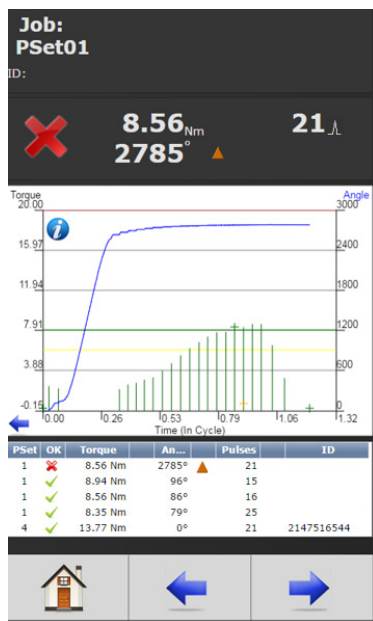 Job:
PSet01
ID:
8.56 Nm 21
2785°
Torque Angle
20.00 3000
15.97 2400
11.94 1800
7.91 1200
3.88 600
-0.15 0
0.00 0.26 0.53 0.79 1.06 1.32
Time (In Cycle)
PSet OK Torque An... Pulses ID
1 8.56 Nm 2785° 21
1 8.94 Nm 96° 15
1 8.56 Nm 86° 16
1 8.35 Nm 79° 25
4 13.77 Nm 0° 21 2147516544